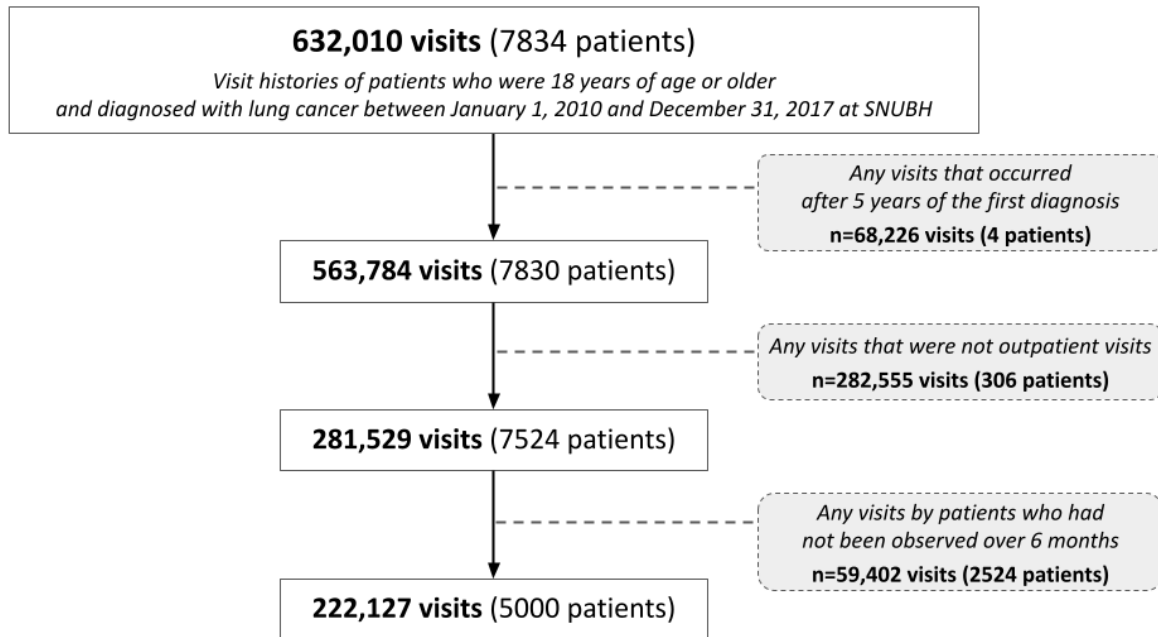 632,010 visits (7834 patients)
Visit histories of patients who were 18 years of age or older
and diagnosed with lung cancer between January 1, 2010 and December 31, 2017 at SNUBH
Any visits that occurred
after 5 years of the first diagnosis
n=68,226 visits (4 patients)
563,784 visits (7830 patients)
Any visits that were not outpatient visits
n=282,555 visits (306 patients)
281,529 visits (7524 patients)
Any visits by patients who had
not been observed over 6 months
n=59,402 visits (2524 patients)
222,127 visits (5000 patients)